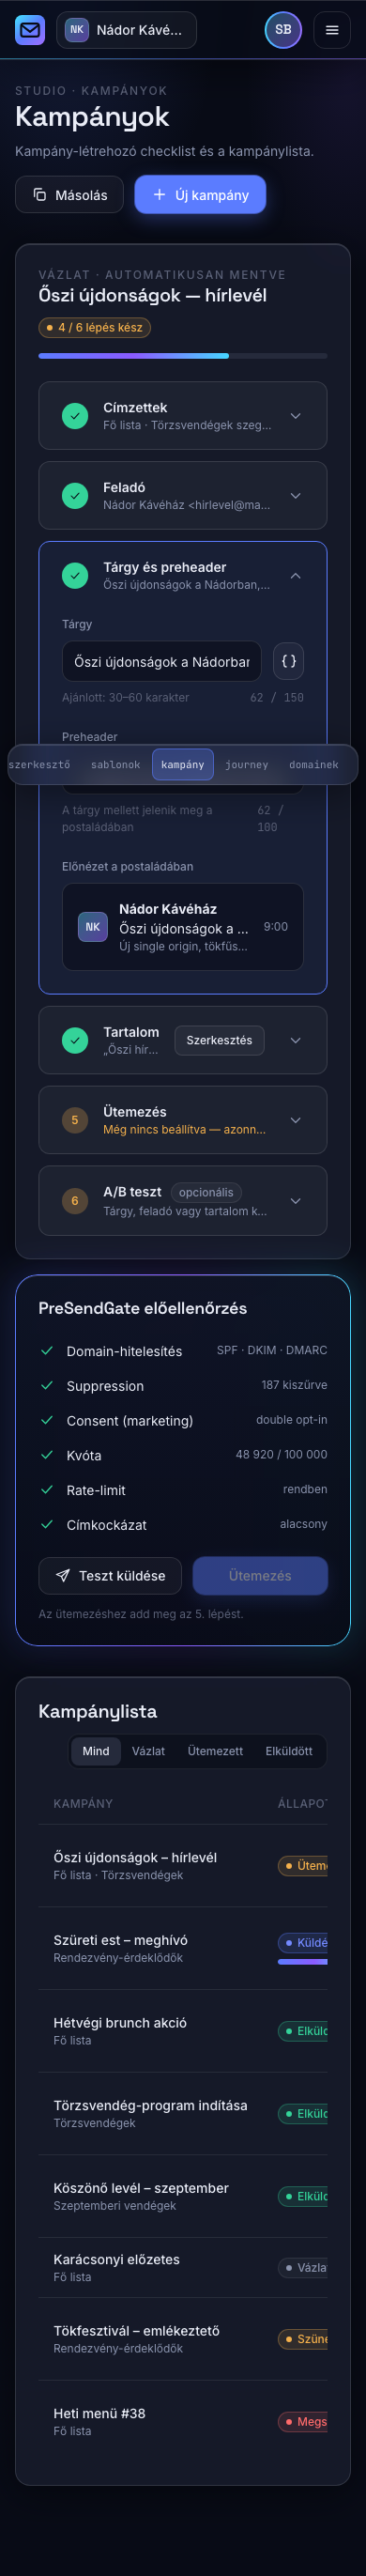 NK Nádor Kávé... SB
STUDIO · KAMPÁNYOK
Kampányok
Kampány-létrehozó checklist és a kampánylista.
Másolás
Új kampány
VÁZLAT · AUTOMATIKUSAN MENTVE
Őszi újdonságok — hírlevél
4 / 6 lépés kész
Címzettek
Fő lista · Törzsvendégek szeg...
Feladó
Nádor Kávéház <hirlevel@ma...
Tárgy és preheader
Őszi újdonságok a Nádorban,...
Tárgy
Őszi újdonságok a Nádorban
{ }
Ajánlott: 30–60 karakter 62 / 150
Preheader
szerkesztő sablonok kampány journey domainek
A tárgy mellett jelenik meg a 62 /
postaládában 100
Előnézet a postaládában
Nádor Kávéház
NK Őszi újdonságok a ... 9:00
Új single origin, tökfűs...
Tartalom
„Őszi hír...
Szerkesztés
5 Ütemezés
Még nincs beállítva — azonn...
6 A/B teszt opcionális
Tárgy, feladó vagy tartalom k...
PreSendGate előellenőrzés
Domain-hitelesítés SPF · DKIM · DMARC
Suppression 187 kiszűrve
Consent (marketing) double opt-in
Kvóta 48 920 / 100 000
Rate-limit rendben
Címkockázat alacsony
Teszt küldése
Ütemezés
Az ütemezéshez add meg az 5. lépést.
Kampánylista
Mind Vázlat Ütemezett Elküldött
KAMPÁNY ÁLLAPOT
Őszi újdonságok – hírlevél
Fő lista · Törzsvendégek
Üteme
Szüreti est – meghívó
Rendezvény-érdeklődők
Küldé
Hétvégi brunch akció
Fő lista
Elküld
Törzsvendég-program indítása
Törzsvendégek
Elküld
Köszönő levél – szeptember
Szeptemberi vendégek
Elküld
Karácsonyi előzetes
Fő lista
Vázla
Tökfesztivál – emlékeztető
Rendezvény-érdeklődők
Szüne
Heti menü #38
Fő lista
Megs